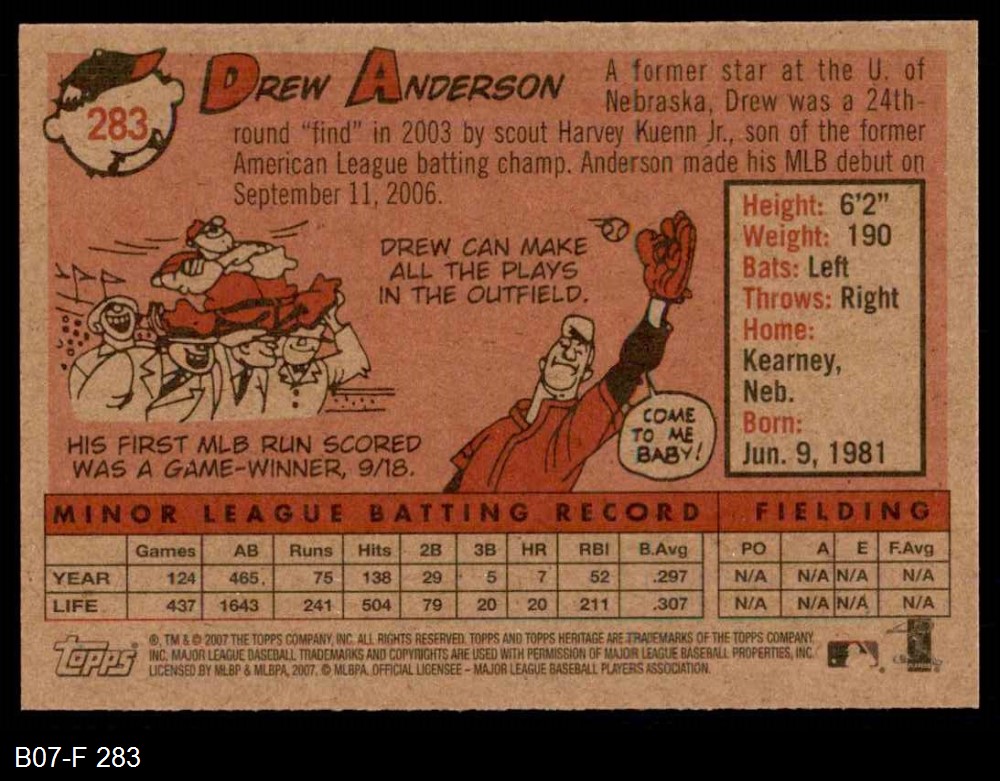 283
DREW ANDERSON
A former star at the U. of
Nebraska, Drew was a 24th-
round "find" in 2003 by scout Harvey Kuenn Jr., son of the former
American League batting champ. Anderson made his MLB debut on
September 11, 2006.
DREW CAN MAKE
ALL THE PLAYS
IN THE OUTFIELD.
HIS FIRST MLB RUN SCORED
WAS A GAME-WINNER, 9/18.
COME
TO ME
BABY!
Height: 6'2"
Weight: 190
Bats: Left
Throws: Right
Home:
Kearney,
Neb.
Born:
Jun. 9, 1981
MINOR LEAGUE BATTING RECORD FIELDING
Games AB Runs Hits 2B 3B HR RBI B.Avg PO A E F.Avg
YEAR 124 465. 75 138 29 5 7 52 .297 N/A N/A N/A N/A
LIFE 437 1643 241 504 79 20 20 211 .307 N/A N/A N/A N/A
Topps
®, TM & © 2007 THE TOPPS COMPANY, INC. ALL RIGHTS RESERVED. TOPPS AND TOPPS HERITAGE ARE TRADEMARKS OF THE TOPPS COMPANY,
INC. MAJOR LEAGUE BASEBALL TRADEMARKS AND COPYRIGHTS ARE USED WITH PERMISSION OF MAJOR LEAGUE BASEBALL PROPERTIES, INC.
LICENSED BY MLBP & MLBPA, 2007. © MLBPA. OFFICIAL LICENSEE – MAJOR LEAGUE BASEBALL PLAYERS ASSOCIATION.
B07-F 283